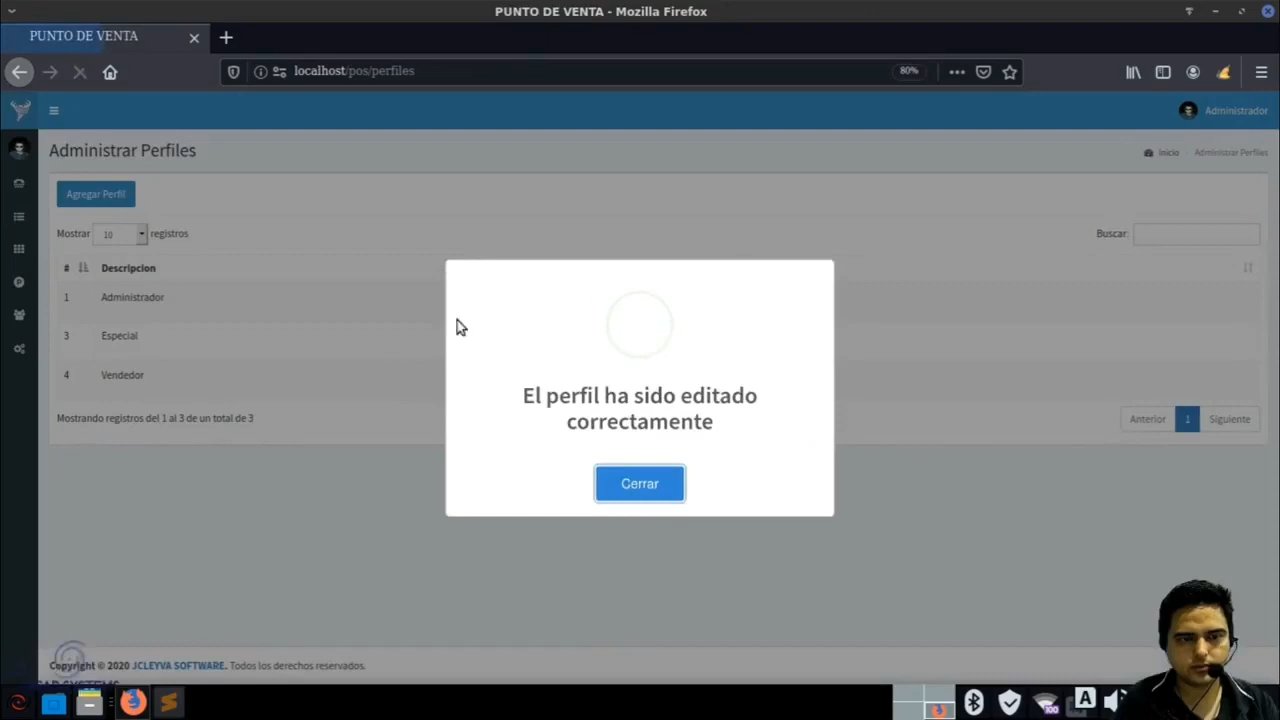 PUNTO DE VENTA - Mozilla Firefox
PUNTO DE VENTA
localhost/pos/perfiles
80%
Administrador
Administrar Perfiles
Inicio
Administrar Perfiles
Agregar Perfil
Mostrar 10 registros
Buscar:
# Descripcion
1 Administrador
3 Especial
4 Vendedor
El perfil ha sido editado
correctamente
Cerrar
Mostrando registros del 1 al 3 de un total de 3
Anterior 1 Siguiente
Copyright © 2020 JCLEYVA SOFTWARE. Todos los derechos reservados.
100
A